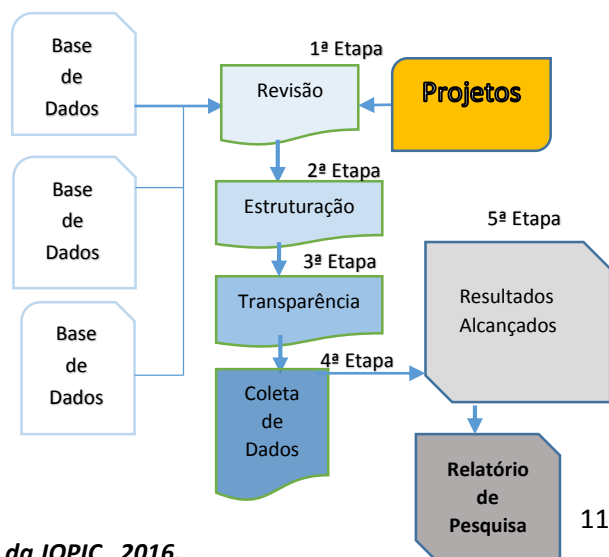 Base
de
Dados
1ª Etapa
Revisão
Projetos
Base
de
Dados
2ª Etapa
Estruturação
5ª Etapa
3ª Etapa
Transparência
Resultados
Alcançados
Base
de
Dados
4ª Etapa
Coleta
de
Dados
Relatório
de
Pesquisa
11
da JOPIC, 2016.